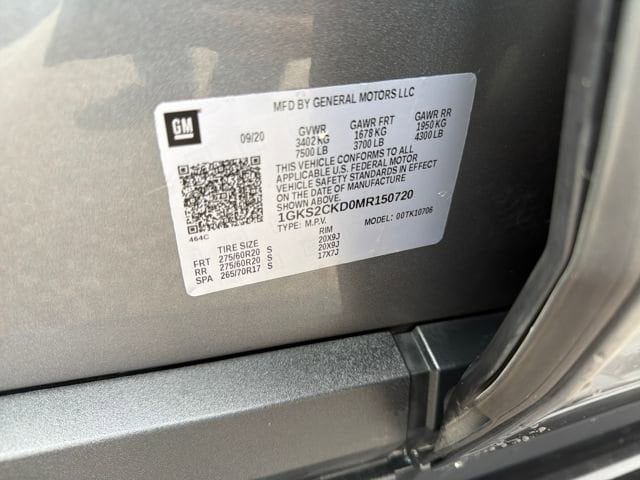 MFD BY GENERAL MOTORS LLC
GM
09/20
GVWR GAWR FRT GAWR RR
3402 KG 1678 KG 1950 KG
7500 LB 3700 LB 4300 LB
THIS VEHICLE CONFORMS TO ALL
APPLICABLE U.S. FEDERAL MOTOR
VEHICLE SAFETY STANDARDS IN EFFECT
ON THE DATE OF MANUFACTURE
1GKS2CKD0MR150720
TYPE: M.P.V. MODEL: 00TK10706
464C
TIRE SIZE RIM
FRT 275/60R20 S 20X9J
RR 275/60R20 S 20X9J
SPA 265/70R17 S 17X7J